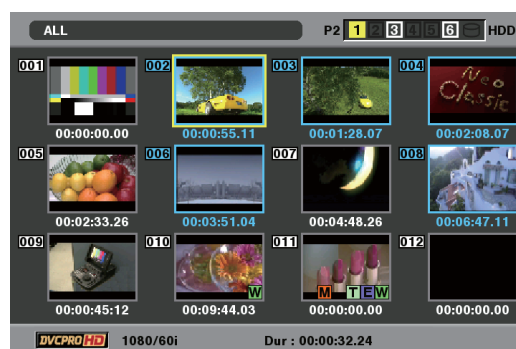 ALL P2 1 2 3 4 5 6 HDD
001 002 003 004
Neo Classic
00:00:00.00 00:00:55.11 00:01:28.07 00:02:08.07
005 006 007 008
00:02:33.26 00:03:51.04 00:04:48.26 00:06:47.11
009 010 011 012
W M T E W
00:00:45:12 00:09:44.03 00:00:00.00 00:00:00.00
DVCPRO HD 1080/60i Dur : 00:00:32.24